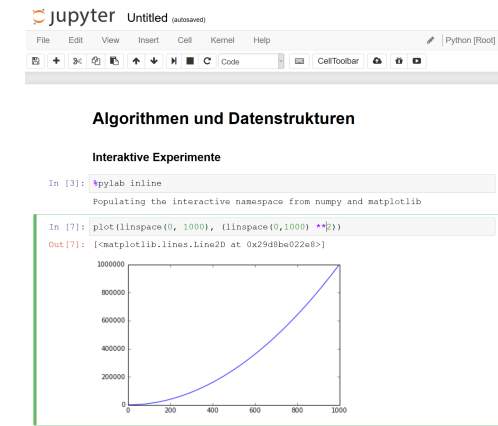 jupyter Untitled (autosaved)
File Edit View Insert Cell Kernel Help Python [Root]
Code CellToolbar
Algorithmen und Datenstrukturen
Interaktive Experimente
In [3]: %pylab inline
Populating the interactive namespace from numpy and matplotlib
In [7]: plot(linspace(0, 1000), (linspace(0,1000) **2))
Out[7]: [<matplotlib.lines.Line2D at 0x29d8be022e8>]
1000000
800000
600000
400000
200000
0
0 200 400 600 800 1000